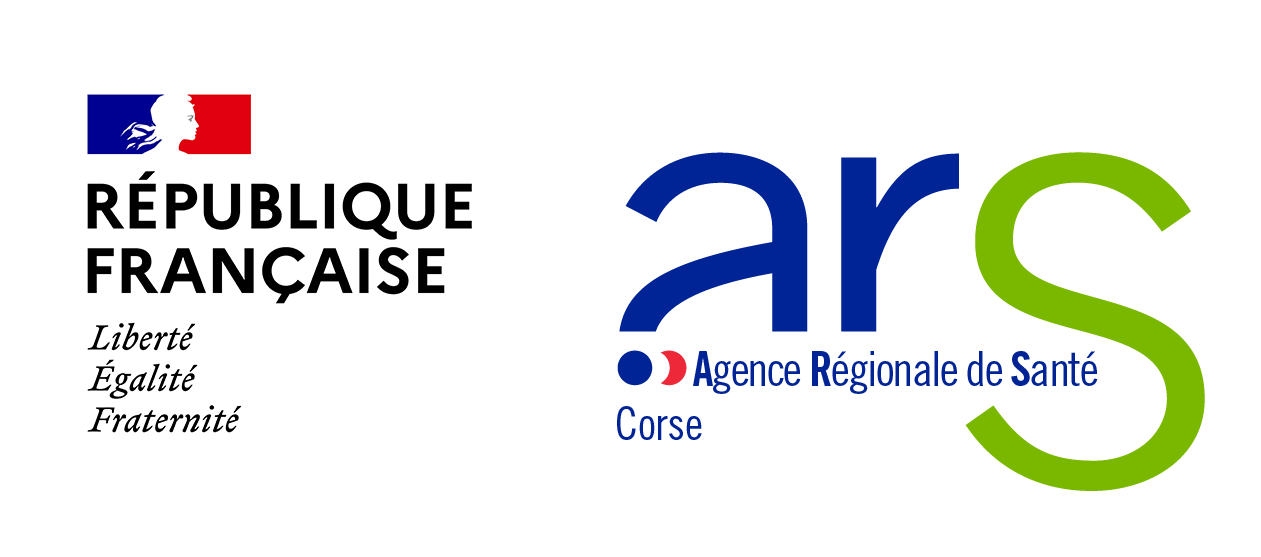 RÉPUBLIQUE
FRANÇAISE
Liberté
Égalité
Fraternité
ars
Agence Régionale de Santé
Corse